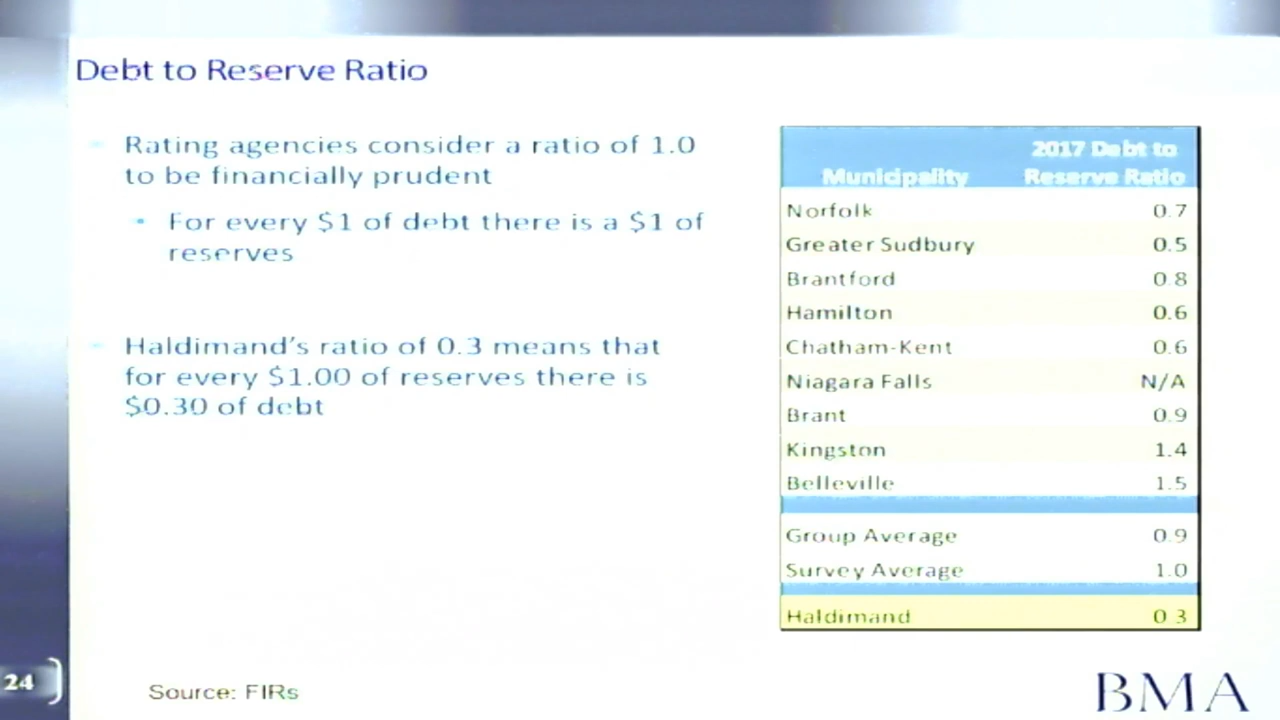 Debt to Reserve Ratio
Rating agencies consider a ratio of 1.0
to be financially prudent
For every $1 of debt there is a $1 of
reserves
Haldimand's ratio of 0.3 means that
for every $1.00 of reserves there is
$0.30 of debt
2017 Debt to
Municipality Reserve Ratio
Norfolk 0.7
Greater Sudbury 0.5
Brantford 0.8
Hamilton 0.6
Chatham-Kent 0.6
Niagara Falls N/A
Brant 0.9
Kingston 1.4
Belleville 1.5
Group Average 0.9
Survey Average 1.0
Haldimand 0.3
24
Source: FIRs
BMA